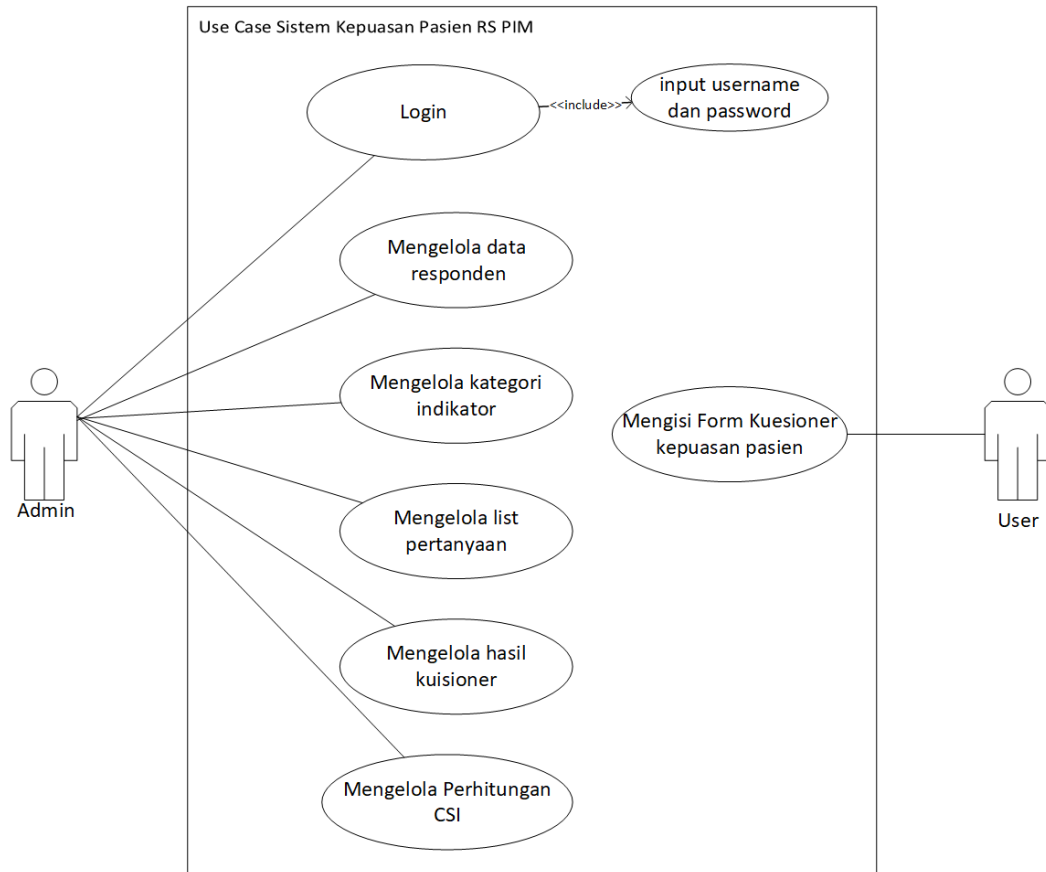 Use Case Sistem Kepuasan Pasien RS PIM
Login
<<include>>
input username
dan password
Mengelola data
responden
Mengelola kategori
indikator
Mengisi Form Kuesioner
kepuasan pasien
Admin
User
Mengelola list
pertanyaan
Mengelola hasil
kuisioner
Mengelola Perhitungan
CSI